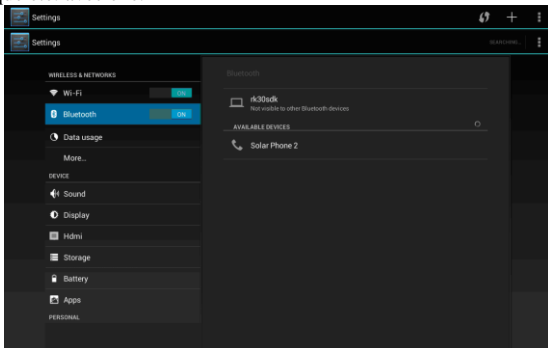 Settings
Settings
SEARCHING...
WIRELESS & NETWORKS
Wi-Fi
ON
Bluetooth
ON
Data usage
More...
DEVICE
Sound
Display
Hdmi
Storage
Battery
Apps
PERSONAL
Bluetooth
rk30sdk
Not visible to other Bluetooth devices
AVAILABLE DEVICES
Solar Phone 2